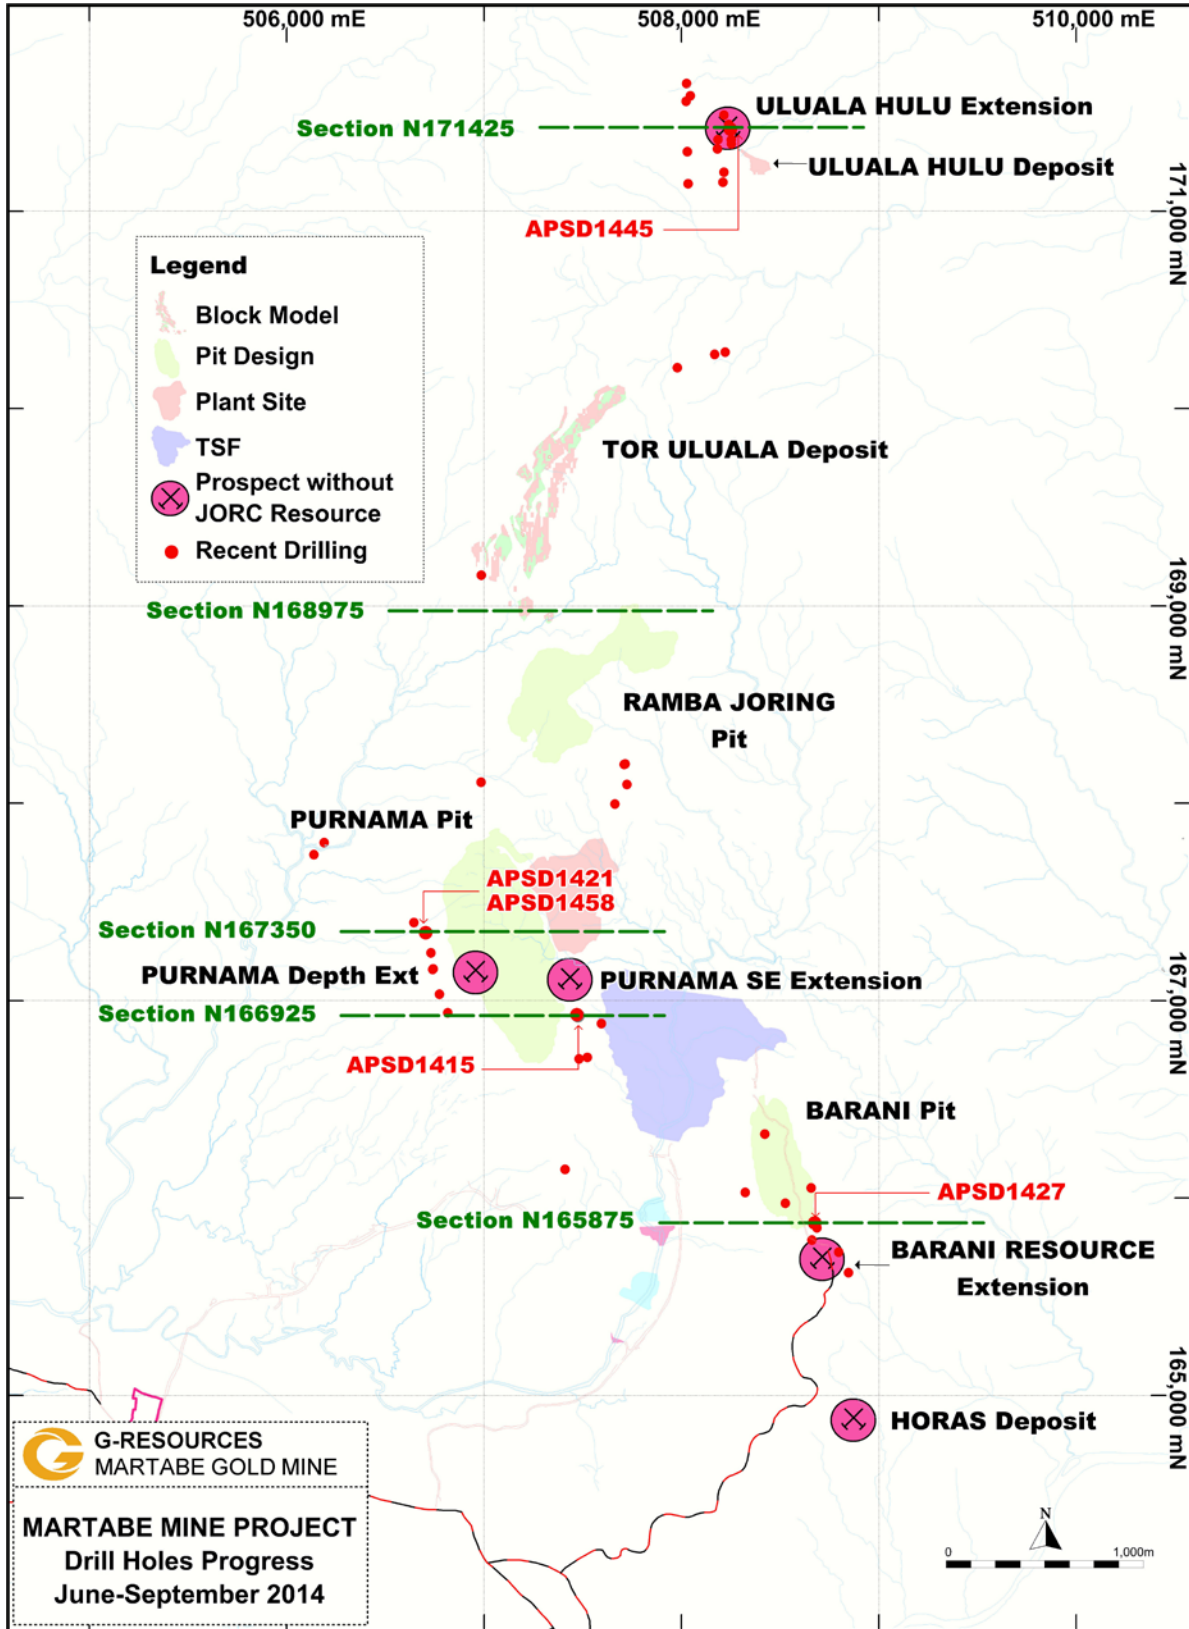 506,000 mE
508,000 mE
510,000 mE
ULUALA HULU Extension
Section N171425
ULUALA HULU Deposit
171,000 mN
APSD1445
Legend
Block Model
Pit Design
Plant Site
TSF
Prospect without
JORC Resource
Recent Drilling
TOR ULUALA Deposit
169,000 mN
Section N168975
RAMBA JORING
Pit
PURNAMA Pit
APSD1421
APSD1458
Section N167350
PURNAMA Depth Ext
PURNAMA SE Extension
167,000 mN
Section N166925
APSD1415
BARANI Pit
APSD1427
Section N165875
BARANI RESOURCE
Extension
165,000 mN
HORAS Deposit
G
G-RESOURCES
MARTABE GOLD MINE
MARTABE MINE PROJECT
Drill Holes Progress
June-September 2014
N
0 1,000m